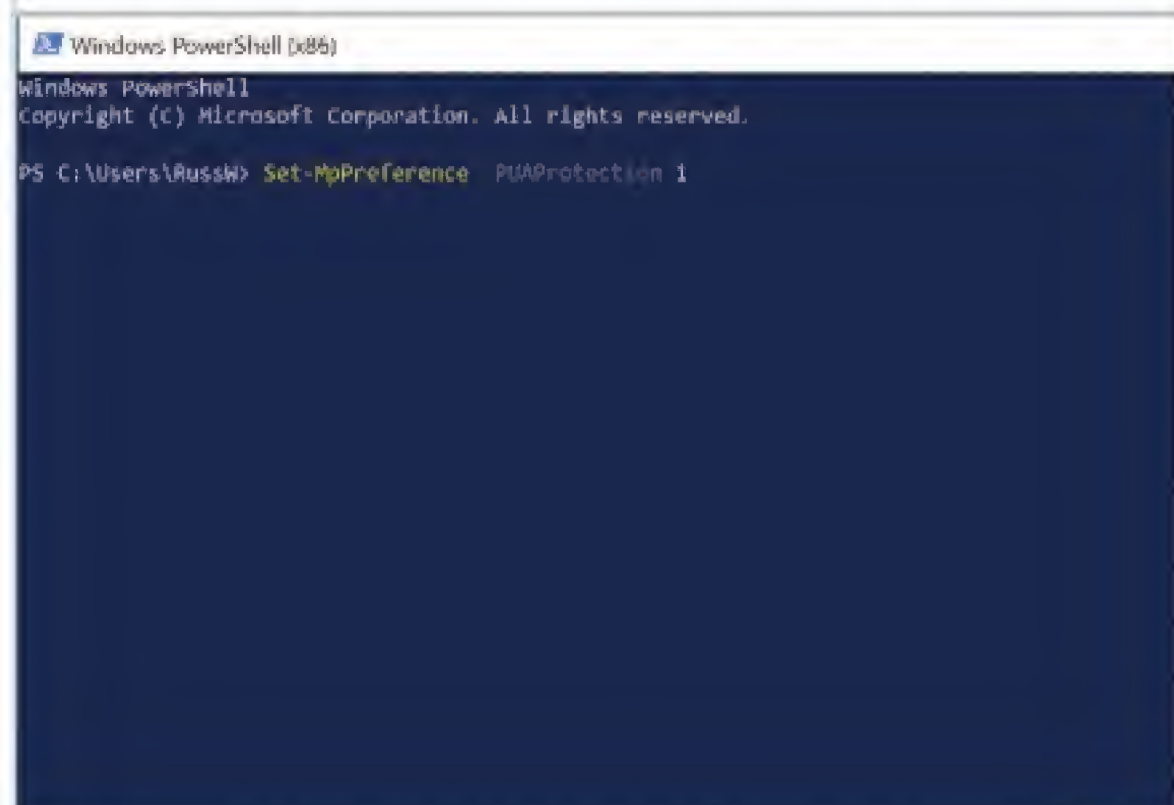 Windows PowerShell (x86)
Windows PowerShell
Copyright (C) Microsoft Corporation. All rights reserved.
PS C:\Users\RussW> Set-MpPreference -PUAProtection 1